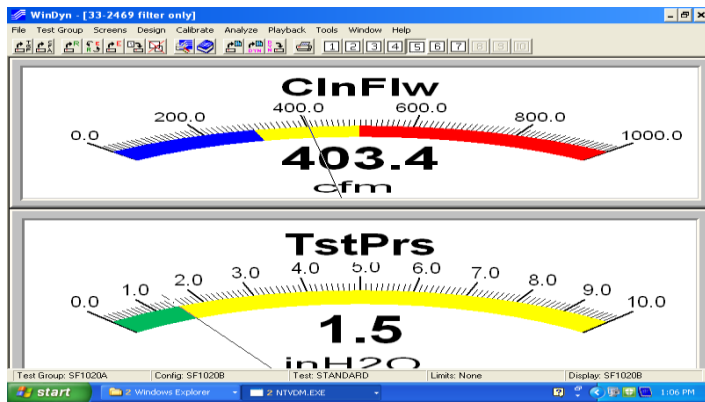 WinDyn - [33-2469 filter only]
File Test Group Screens Design Calibrate Analyze Playback Tools Window Help
1 2 3 4 5 6 7 8 9 10
ClnFlw
0.0 200.0 400.0 600.0 800.0 1000.0
403.4
cfm
TstPrs
0.0 1.0 2.0 3.0 4.0 5.0 6.0 7.0 8.0 9.0 10.0
1.5
inH2O
Test Group: SF1020A Config: SF1020B Test: STANDARD Limits: None Display: SF1020B
start 2 Windows Explorer 2 NTVDM.EXE 1:06 PM